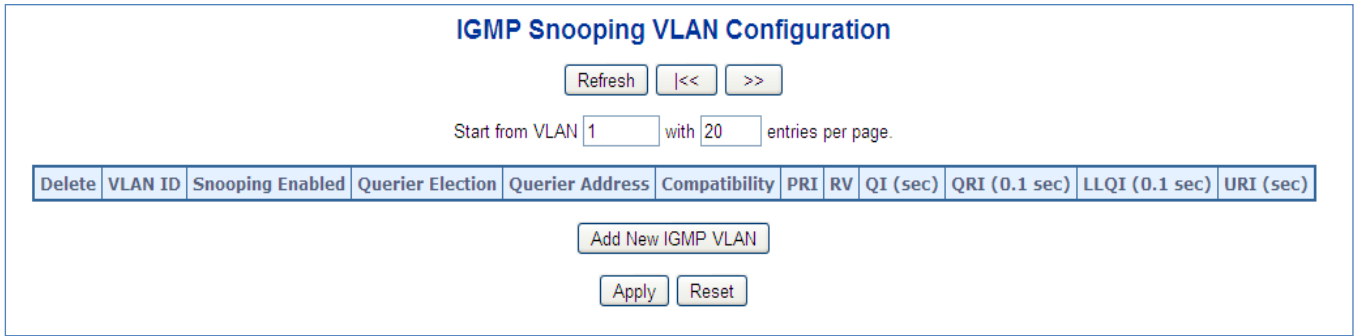 IGMP Snooping VLAN Configuration
Refresh |<< >>
Start from VLAN 1 with 20 entries per page.
Delete VLAN ID Snooping Enabled Querier Election Querier Address Compatibility PRI RV QI (sec) QRI (0.1 sec) LLQI (0.1 sec) URI (sec)
Add New IGMP VLAN
Apply Reset